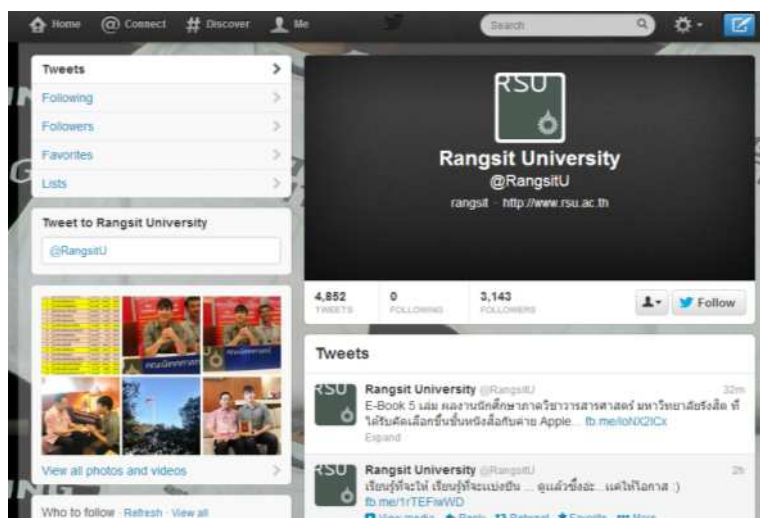 Home
Connect
Discover
Me
Search
Tweets
Following
Followers
Favorites
Lists
Tweet to Rangsit University
@RangsitU
View all photos and videos
Who to follow · Refresh · View all
RSU
Rangsit University
@RangsitU
rangsit · http://www.rsu.ac.th
4,852
TWEETS
0
FOLLOWING
3,143
FOLLOWERS
Follow
Tweets
RSU
Rangsit University @RangsitU 32m
E-Book 5 เล่ม ผลงานนักศึกษาภาควิชาวารสารศาสตร์ มหาวิทยาลัยรังสิต ที่
ได้รับคัดเลือกขึ้นชั้นหนังสือกับค่าย Apple... fb.me/loNX2ICx
Expand
RSU
Rangsit University @RangsitU 2h
เรียนรู้ที่จะให้ เรียนรู้ที่จะแบ่งปัน ... ดูแล้วซึ้งอ่ะ...แค่ให้โอกาส :)
fb.me/1rTEFiwWD
View media Reply Retweet Favorite More